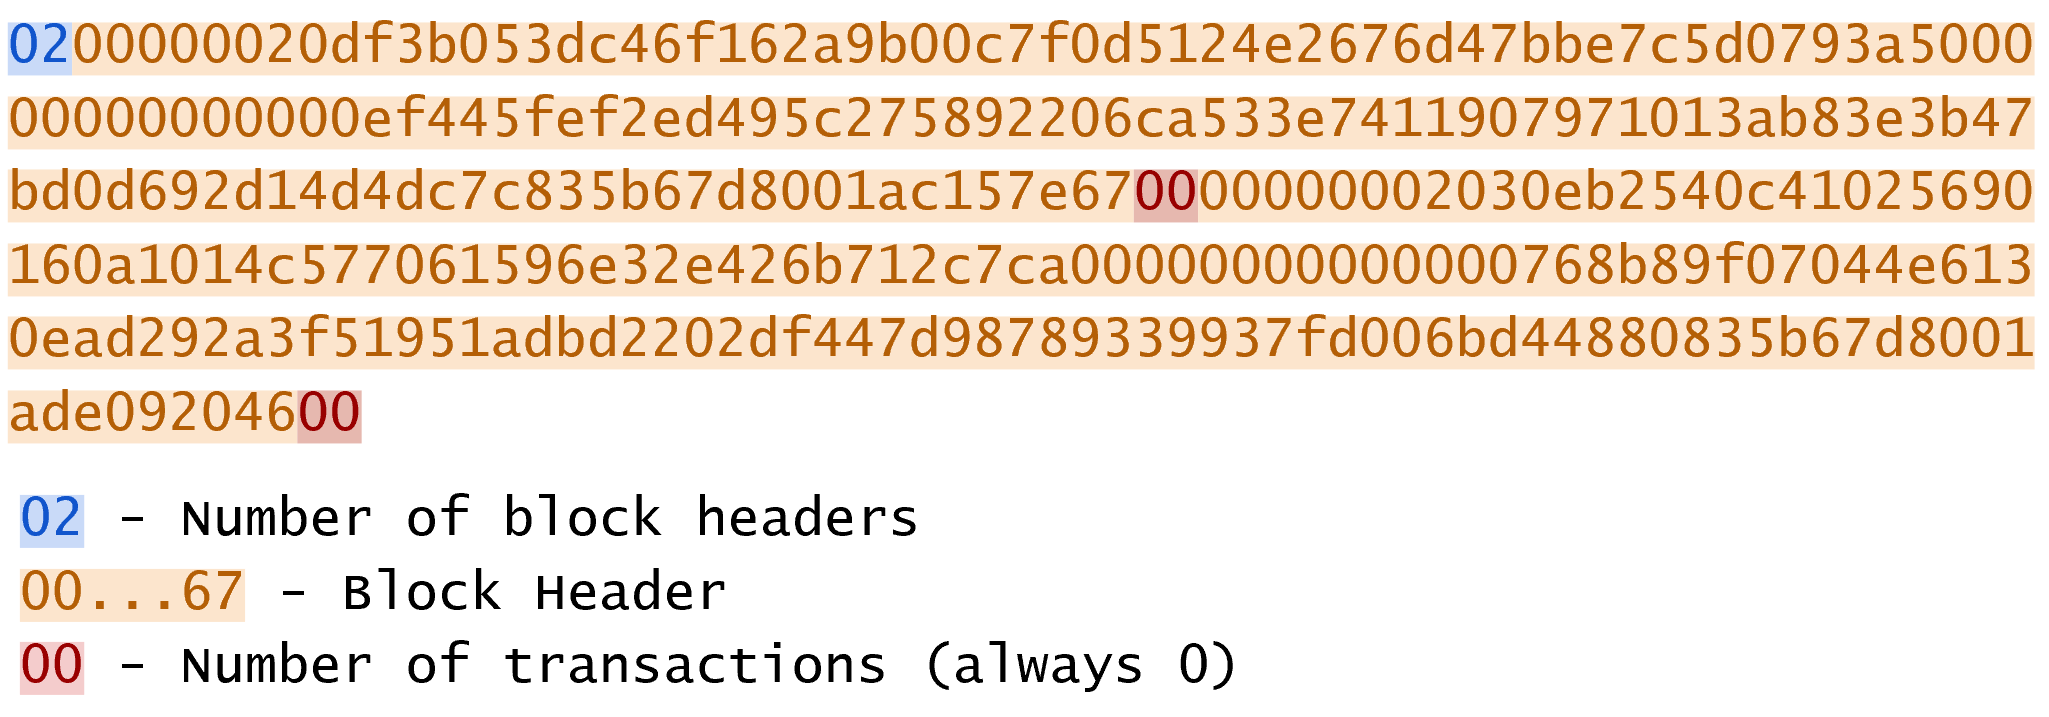 0200000020df3b053dc46f162a9b00c7f0d5124e2676d47bbe7c5d0793a5000
00000000000ef445fef2ed495c275892206ca533e7411907971013ab83e3b47
bd0d692d14d4dc7c835b67d8001ac157e670000000002030eb2540c41025690
160a1014c577061596e32e426b712c7ca00000000000000768b89f07044e613
0ead292a3f51951adbd2202df447d98789339937fd006bd44880835b67d8001
ade09204600
02 – Number of block headers
00...67 – Block Header
00 – Number of transactions (always 0)